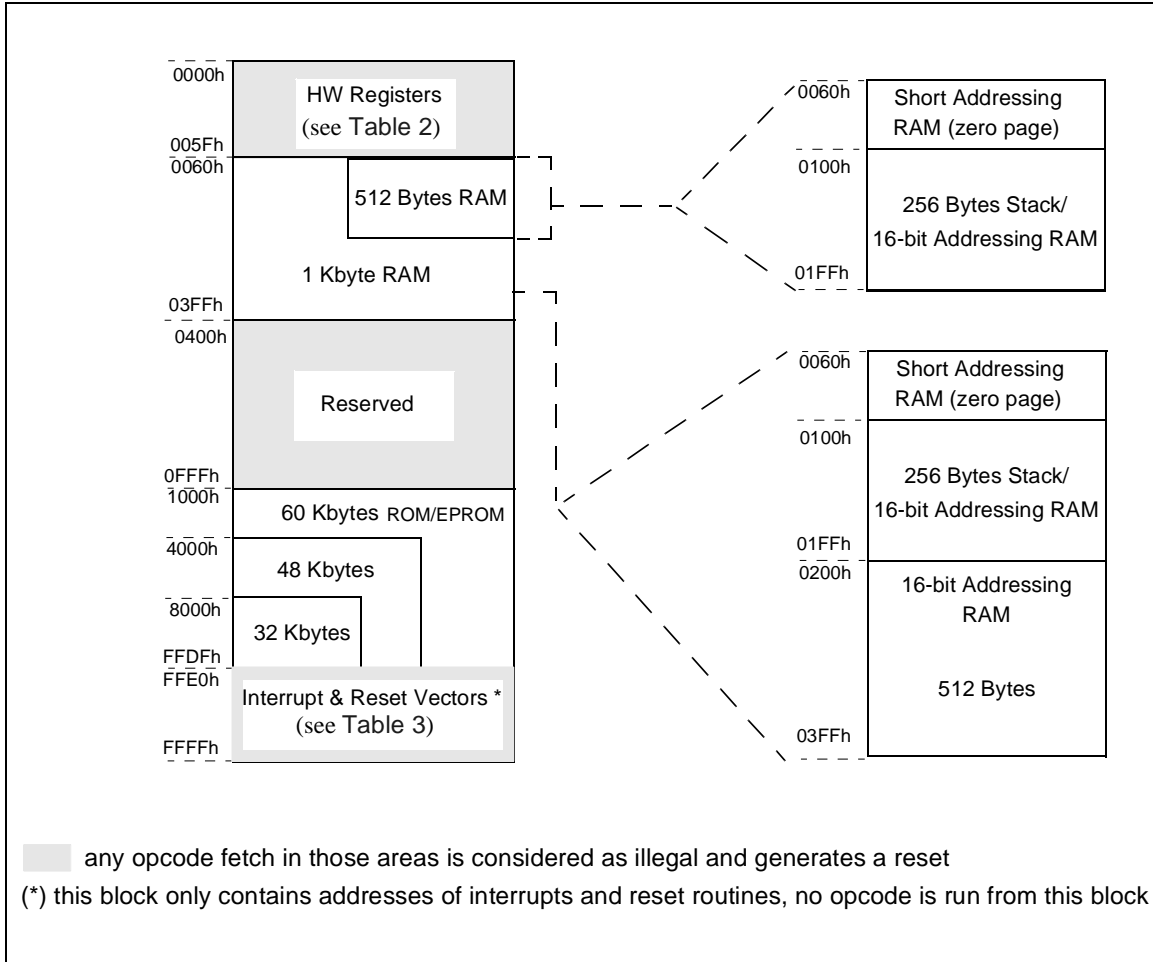 0000h
HW Registers
(see Table 2)
005Fh
0060h
512 Bytes RAM
1 Kbyte RAM
03FFh
0400h
Reserved
0FFFh
1000h
60 Kbytes ROM/EPROM
4000h
48 Kbytes
8000h
32 Kbytes
FFDFh
FFE0h
Interrupt & Reset Vectors *
(see Table 3)
FFFFh
0060h
Short Addressing
RAM (zero page)
0100h
256 Bytes Stack/
16-bit Addressing RAM
01FFh
0060h
Short Addressing
RAM (zero page)
0100h
256 Bytes Stack/
16-bit Addressing RAM
01FFh
0200h
16-bit Addressing
RAM
512 Bytes
03FFh
any opcode fetch in those areas is considered as illegal and generates a reset
(*) this block only contains addresses of interrupts and reset routines, no opcode is run from this block